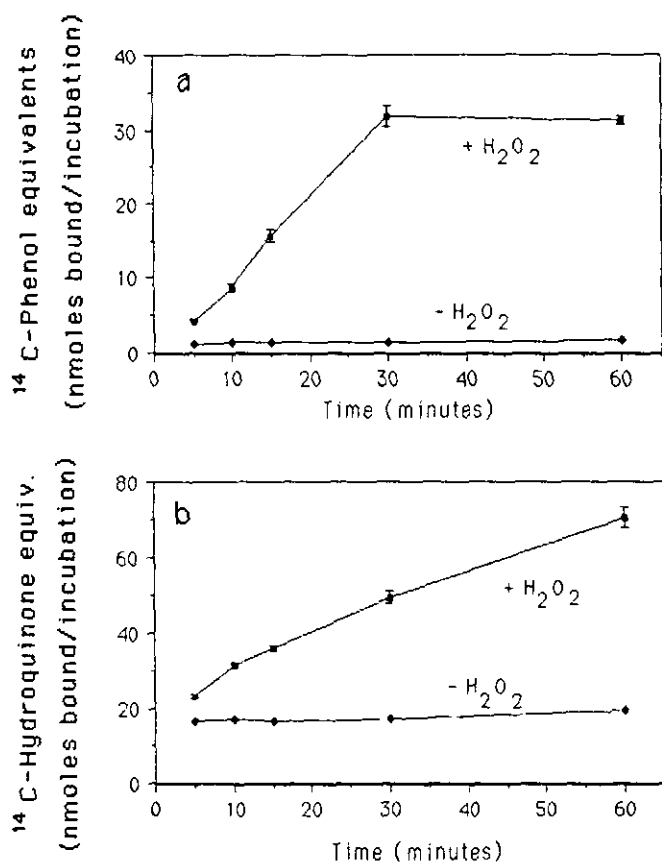 a
¹⁴C-Phenol equivalents
(nmoles bound/incubation)
40
30
20
10
0
+ H₂O₂
- H₂O₂
0 10 20 30 40 50 60
Time (minutes)
b
¹⁴C-Hydroquinone equiv.
(nmoles bound/incubation)
80
60
40
20
0
+ H₂O₂
- H₂O₂
0 10 20 30 40 50 60
Time (minutes)